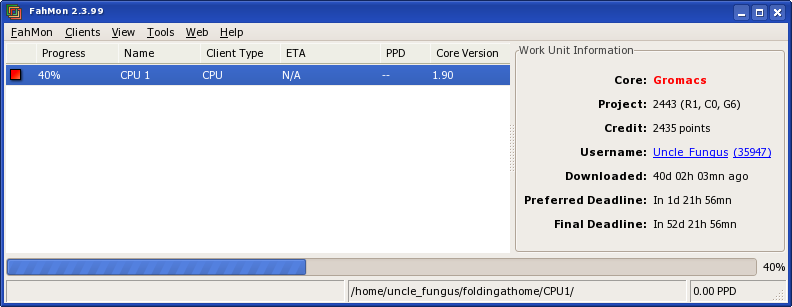 FahMon 2.3.99
FahMon Clients View Tools Web Help
Progress Name Client Type ETA PPD Core Version
40% CPU 1 CPU N/A -- 1.90
Work Unit Information
Core: Gromacs
Project: 2443 (R1, C0, G6)
Credit: 2435 points
Username: Uncle_Fungus (35947)
Downloaded: 40d 02h 03mn ago
Preferred Deadline: In 1d 21h 56mn
Final Deadline: In 52d 21h 56mn
40%
/home/uncle_fungus/foldingathome/CPU1/ 0.00 PPD